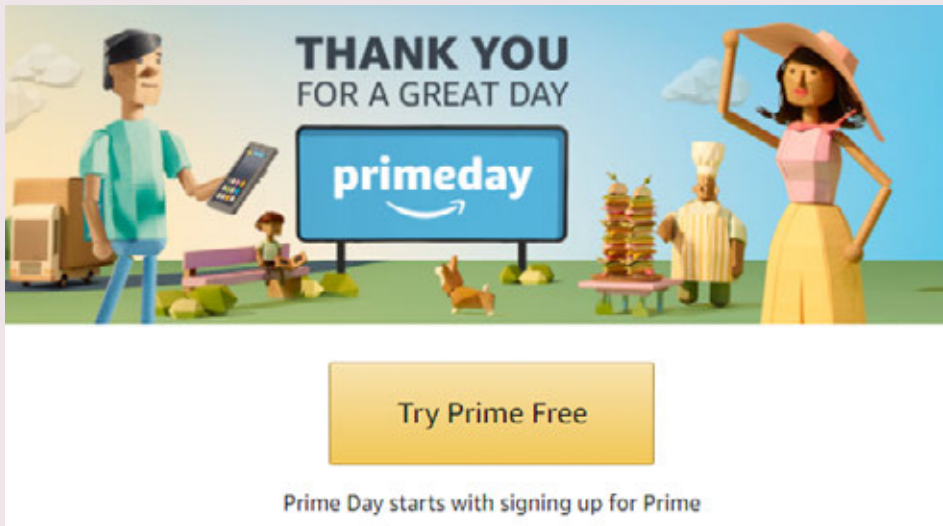 THANK YOU
FOR A GREAT DAY
primeday
Try Prime Free
Prime Day starts with signing up for Prime